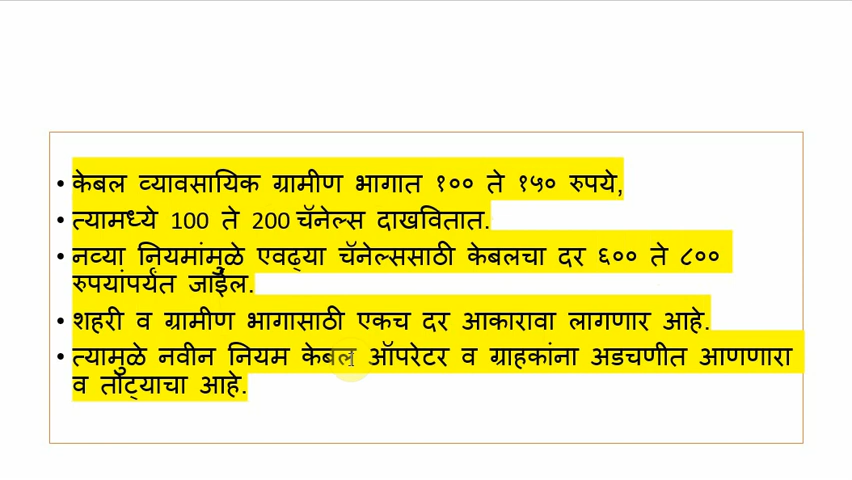 • केबल व्यावसायिक ग्रामीण भागात १०० ते १५० रुपये,
• त्यामध्ये 100 ते 200 चॅनेल्स दाखवितात.
• नव्या नियमांमुळे एवढ्या चॅनेल्ससाठी केबलचा दर ६०० ते ८००
रुपयांपर्यंत जाईल.
• शहरी व ग्रामीण भागासाठी एकच दर आकारावा लागणार आहे.
• त्यामुळे नवीन नियम केबल ऑपरेटर व ग्राहकांना अडचणीत आणणारा
व तोट्याचा आहे.